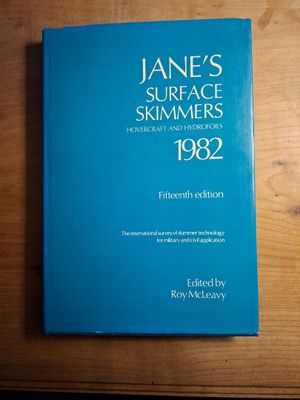 JANE'S
SURFACE
SKIMMERS
HOVERCRAFT AND HYDROFOILS
1982
Fifteenth edition
The international survey of skimmer technology
for military and civil application
Edited by
Roy McLeavy